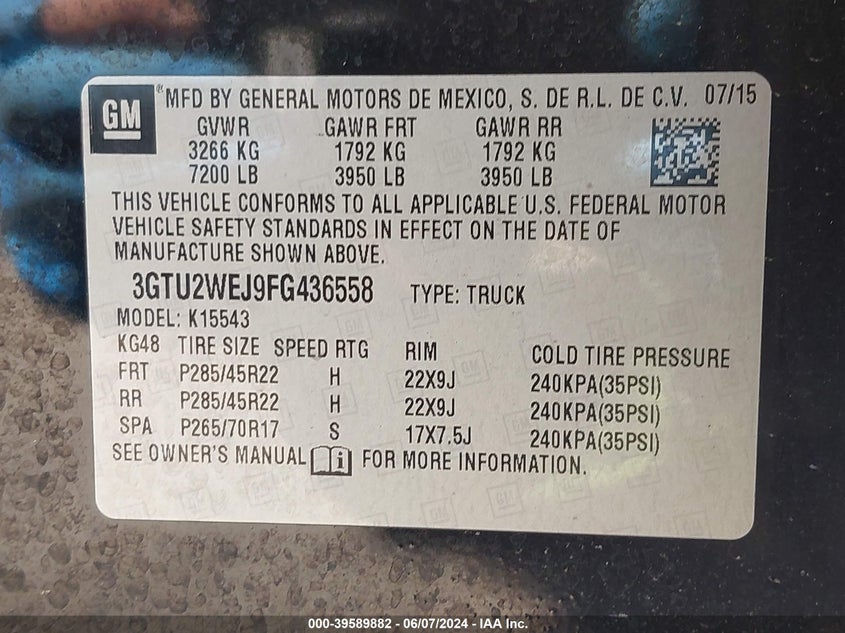 GM
® MFD BY GENERAL MOTORS DE MEXICO, S. DE R.L. DE C.V. 07/15
GVWR GAWR FRT GAWR RR
3266 KG 1792 KG 1792 KG
7200 LB 3950 LB 3950 LB
THIS VEHICLE CONFORMS TO ALL APPLICABLE U.S. FEDERAL MOTOR
VEHICLE SAFETY STANDARDS IN EFFECT ON THE DATE OF
MANUFACTURE SHOWN ABOVE.
3GTU2WEJ9FG436558 TYPE: TRUCK
MODEL: K15543
KG48 TIRE SIZE SPEED RTG RIM COLD TIRE PRESSURE
FRT P285/45R22 H 22X9J 240KPA(35PSI)
RR P285/45R22 H 22X9J 240KPA(35PSI)
SPA P265/70R17 S 17X7.5J 240KPA(35PSI)
SEE OWNER'S MANUAL FOR MORE INFORMATION.
000-39589882 - 06/07/2024 - IAA Inc.